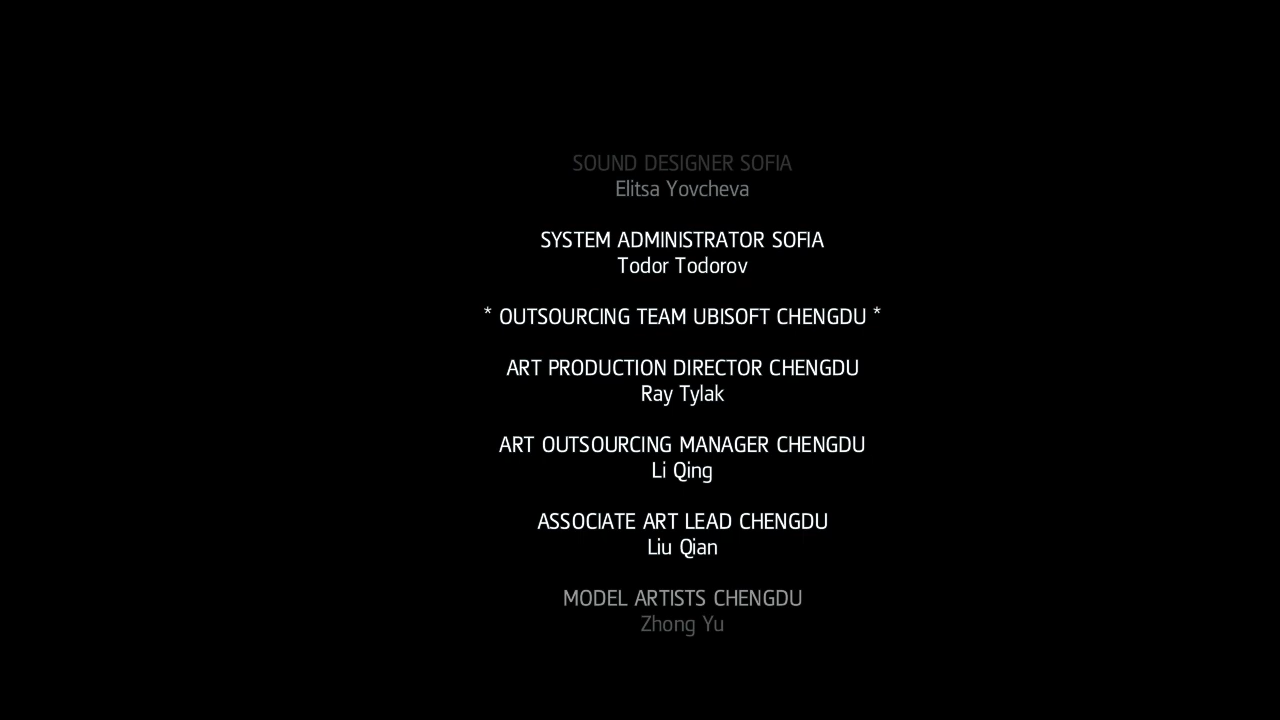 SOUND DESIGNER SOFIA
Elitsa Yovcheva
SYSTEM ADMINISTRATOR SOFIA
Todor Todorov
* OUTSOURCING TEAM UBISOFT CHENGDU *
ART PRODUCTION DIRECTOR CHENGDU
Ray Tylak
ART OUTSOURCING MANAGER CHENGDU
Li Qing
ASSOCIATE ART LEAD CHENGDU
Liu Qian
MODEL ARTISTS CHENGDU
Zhong Yu